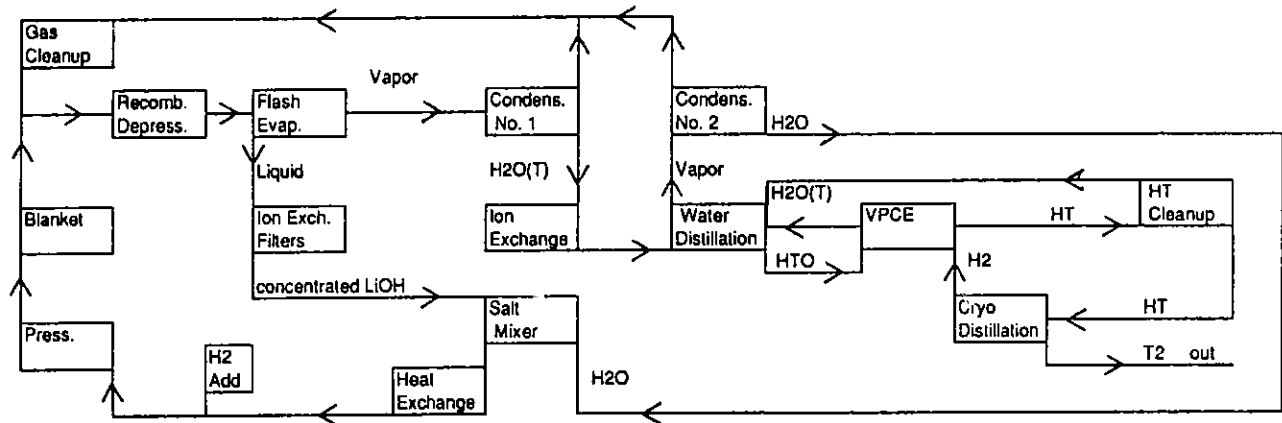 Gas
Cleanup
Vapor
Recomb.
Depress.
Flash
Evap.
Condens.
No. 1
Condens.
No. 2
H2O
Liquid
H2O(T)
Vapor
H2O(T)
HT
Cleanup
Blanket
Ion Exch.
Filters
Ion
Exchange
Water
Distillation
VPCE
HT
HTO
H2
concentrated LiOH
Salt
Mixer
Cryo
Distillation
HT
Press.
H2
Add
Heat
Exchange
H2O
T2 out